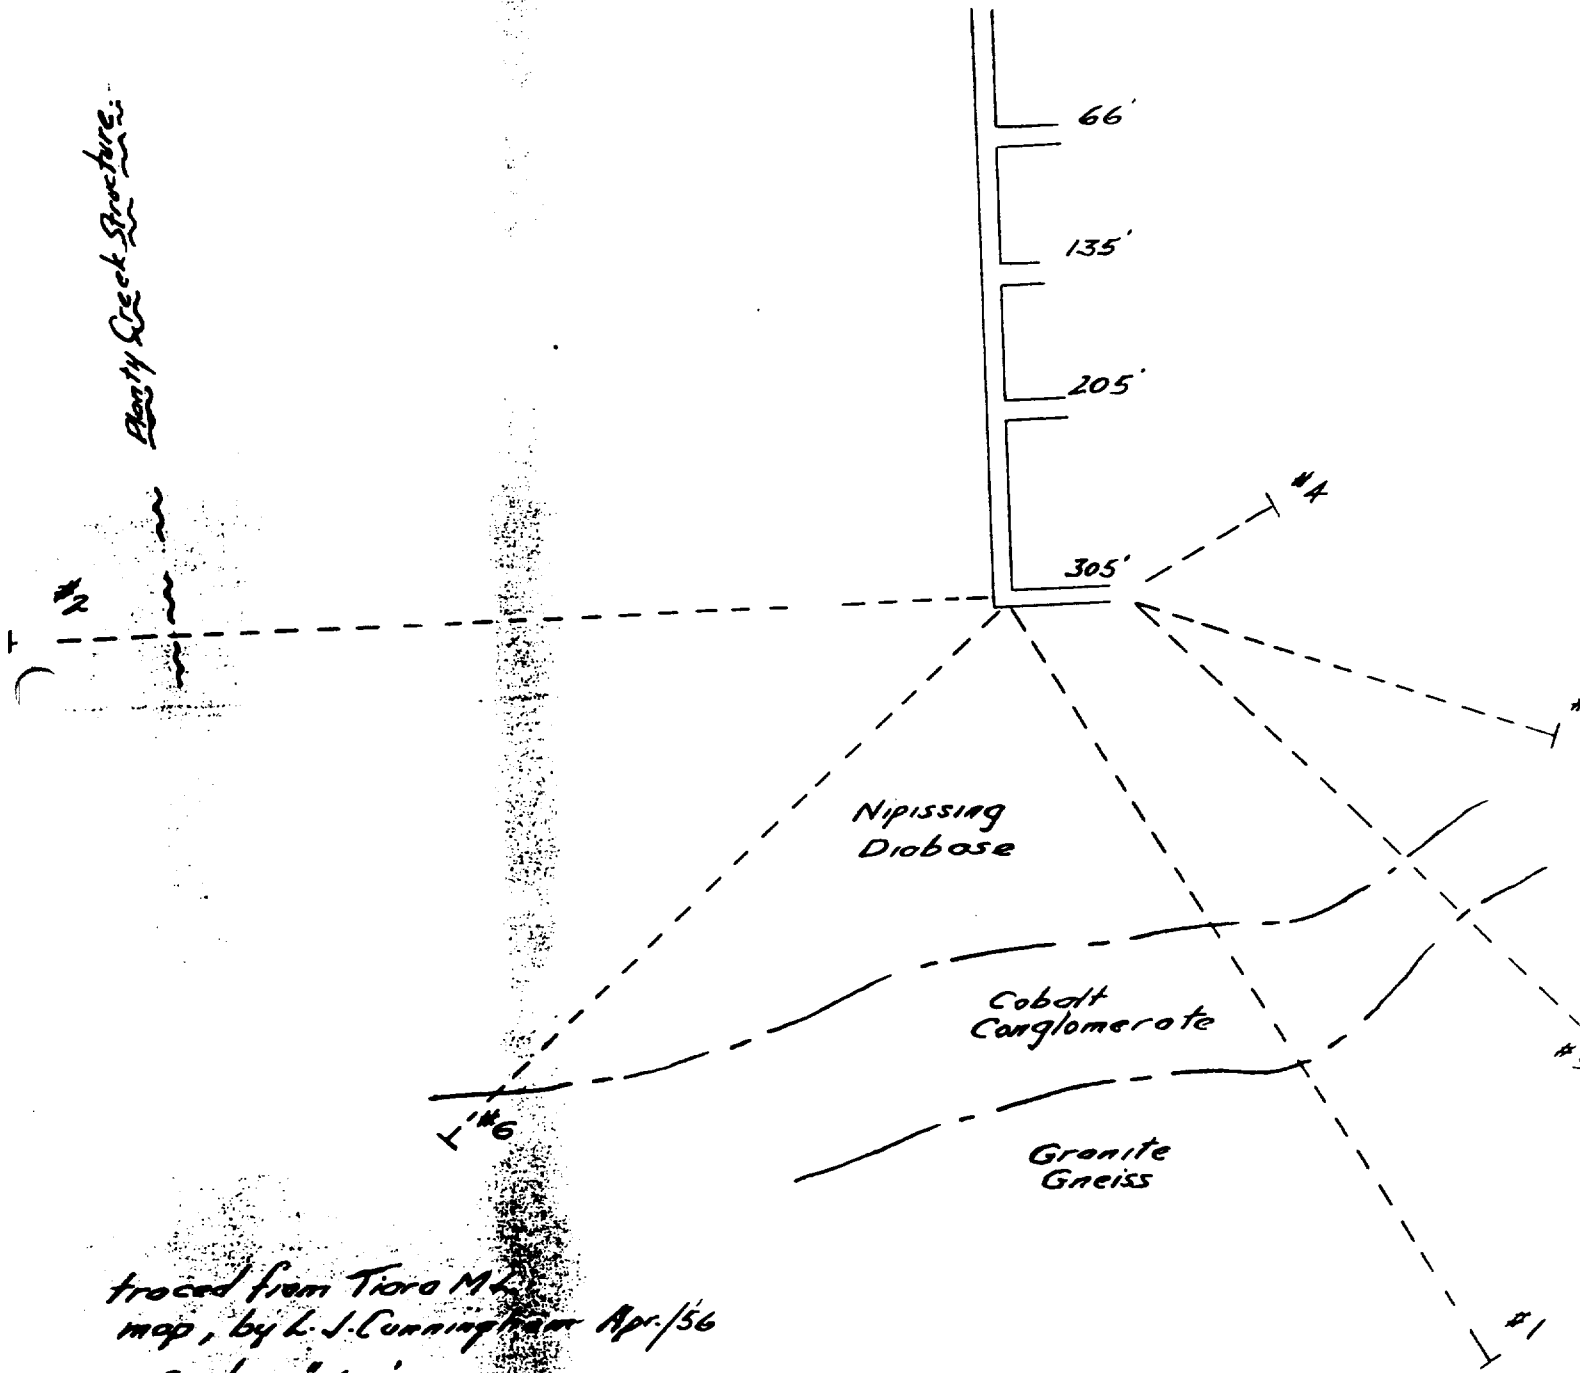 66'
135'
205'
305'
Planty Creek Structure
#4
#2
Nipissing
Diabase
Cobalt
Conglomerate
#6
Granite
Gneiss
#1
traced from Tiara M.L.
map, by L. J. Cunningham Apr./56